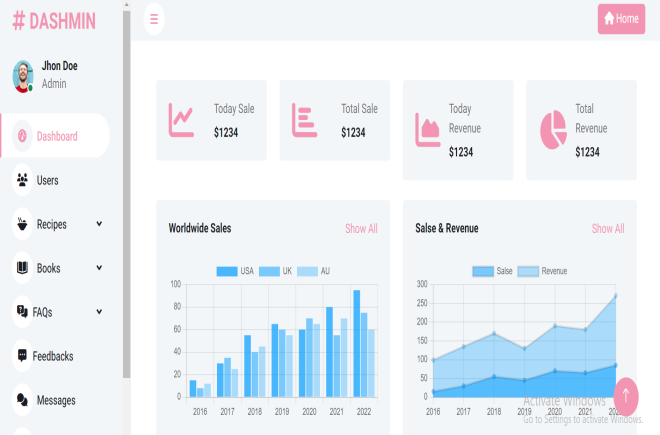 # DASHMIN
Home
Jhon Doe
Admin
Dashboard
Users
Recipes
Books
FAQs
Feedbacks
Messages
Today Sale
$1234
Total Sale
$1234
Today
Revenue
$1234
Total
Revenue
$1234
Worldwide Sales
Show All
USA UK AU
100
80
60
40
20
0
2016 2017 2018 2019 2020 2021 2022
Salse & Revenue
Show All
Salse Revenue
300
250
200
150
100
50
0
2016 2017 2018 2019 2020 2021
Activate Windows
Go to Settings to activate Windows.